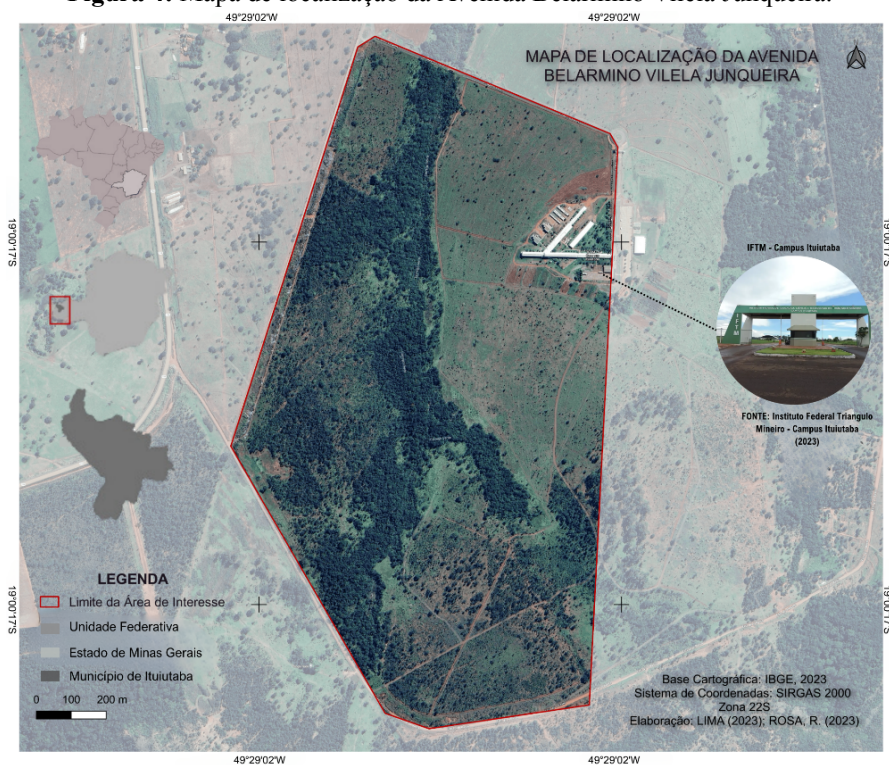 Figura 4: Mapa de localização da Avenida Belarmino Vilela Junqueira.
49°29'02"W
49°29'02"W
MAPA DE LOCALIZAÇÃO DA AVENIDA
BELARMINO VILELA JUNQUEIRA
19°00'17"S
19°00'17"S
IFTM - Campus Ituiutaba
IFTM
FONTE: Instituto Federal Triangulo
Mineiro - Campus Ituiutaba
(2023)
LEGENDA
Limite da Área de Interesse
Unidade Federativa
Estado de Minas Gerais
Município de Ituiutaba
0 100 200 m
19°00'17"S
19°00'17"S
Base Cartográfica: IBGE, 2023
Sistema de Coordenadas: SIRGAS 2000
Zona 22S
Elaboração: LIMA (2023); ROSA, R. (2023)
49°29'02"W
49°29'02"W